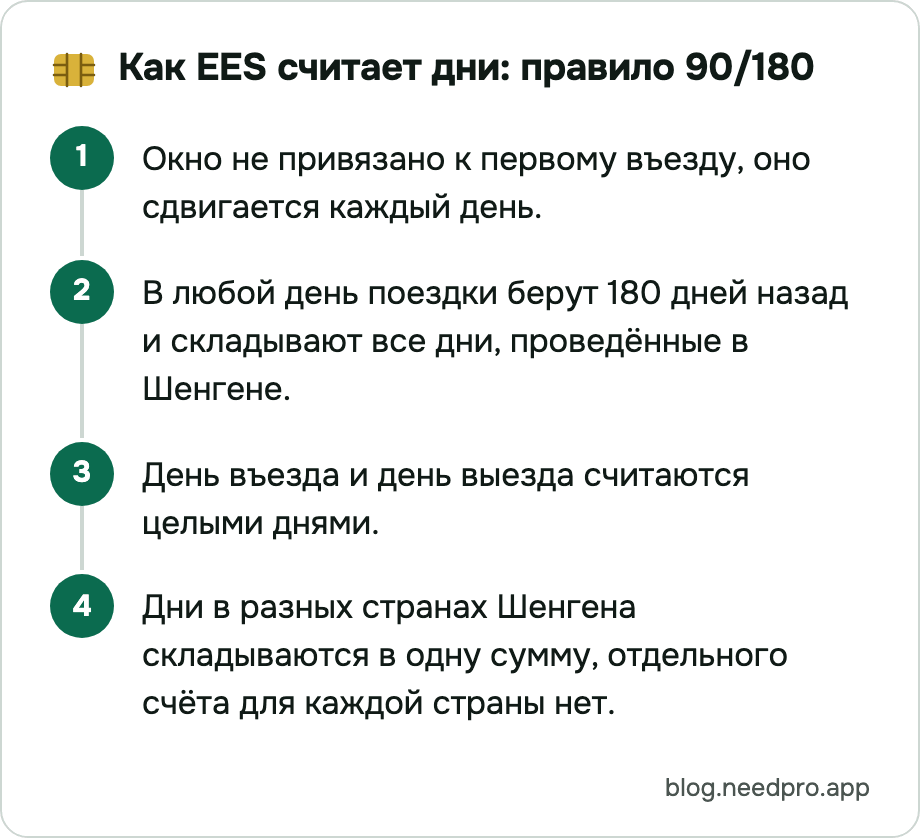 Как EES считает дни: правило 90/180
1
Окно не привязано к первому въезду, оно
сдвигается каждый день.
2
В любой день поездки берут 180 дней назад
и складывают все дни, проведённые в
Шенгене.
3
День въезда и день выезда считаются
целыми днями.
4
Дни в разных странах Шенгена
складываются в одну сумму, отдельного
счёта для каждой страны нет.
blog.needpro.app